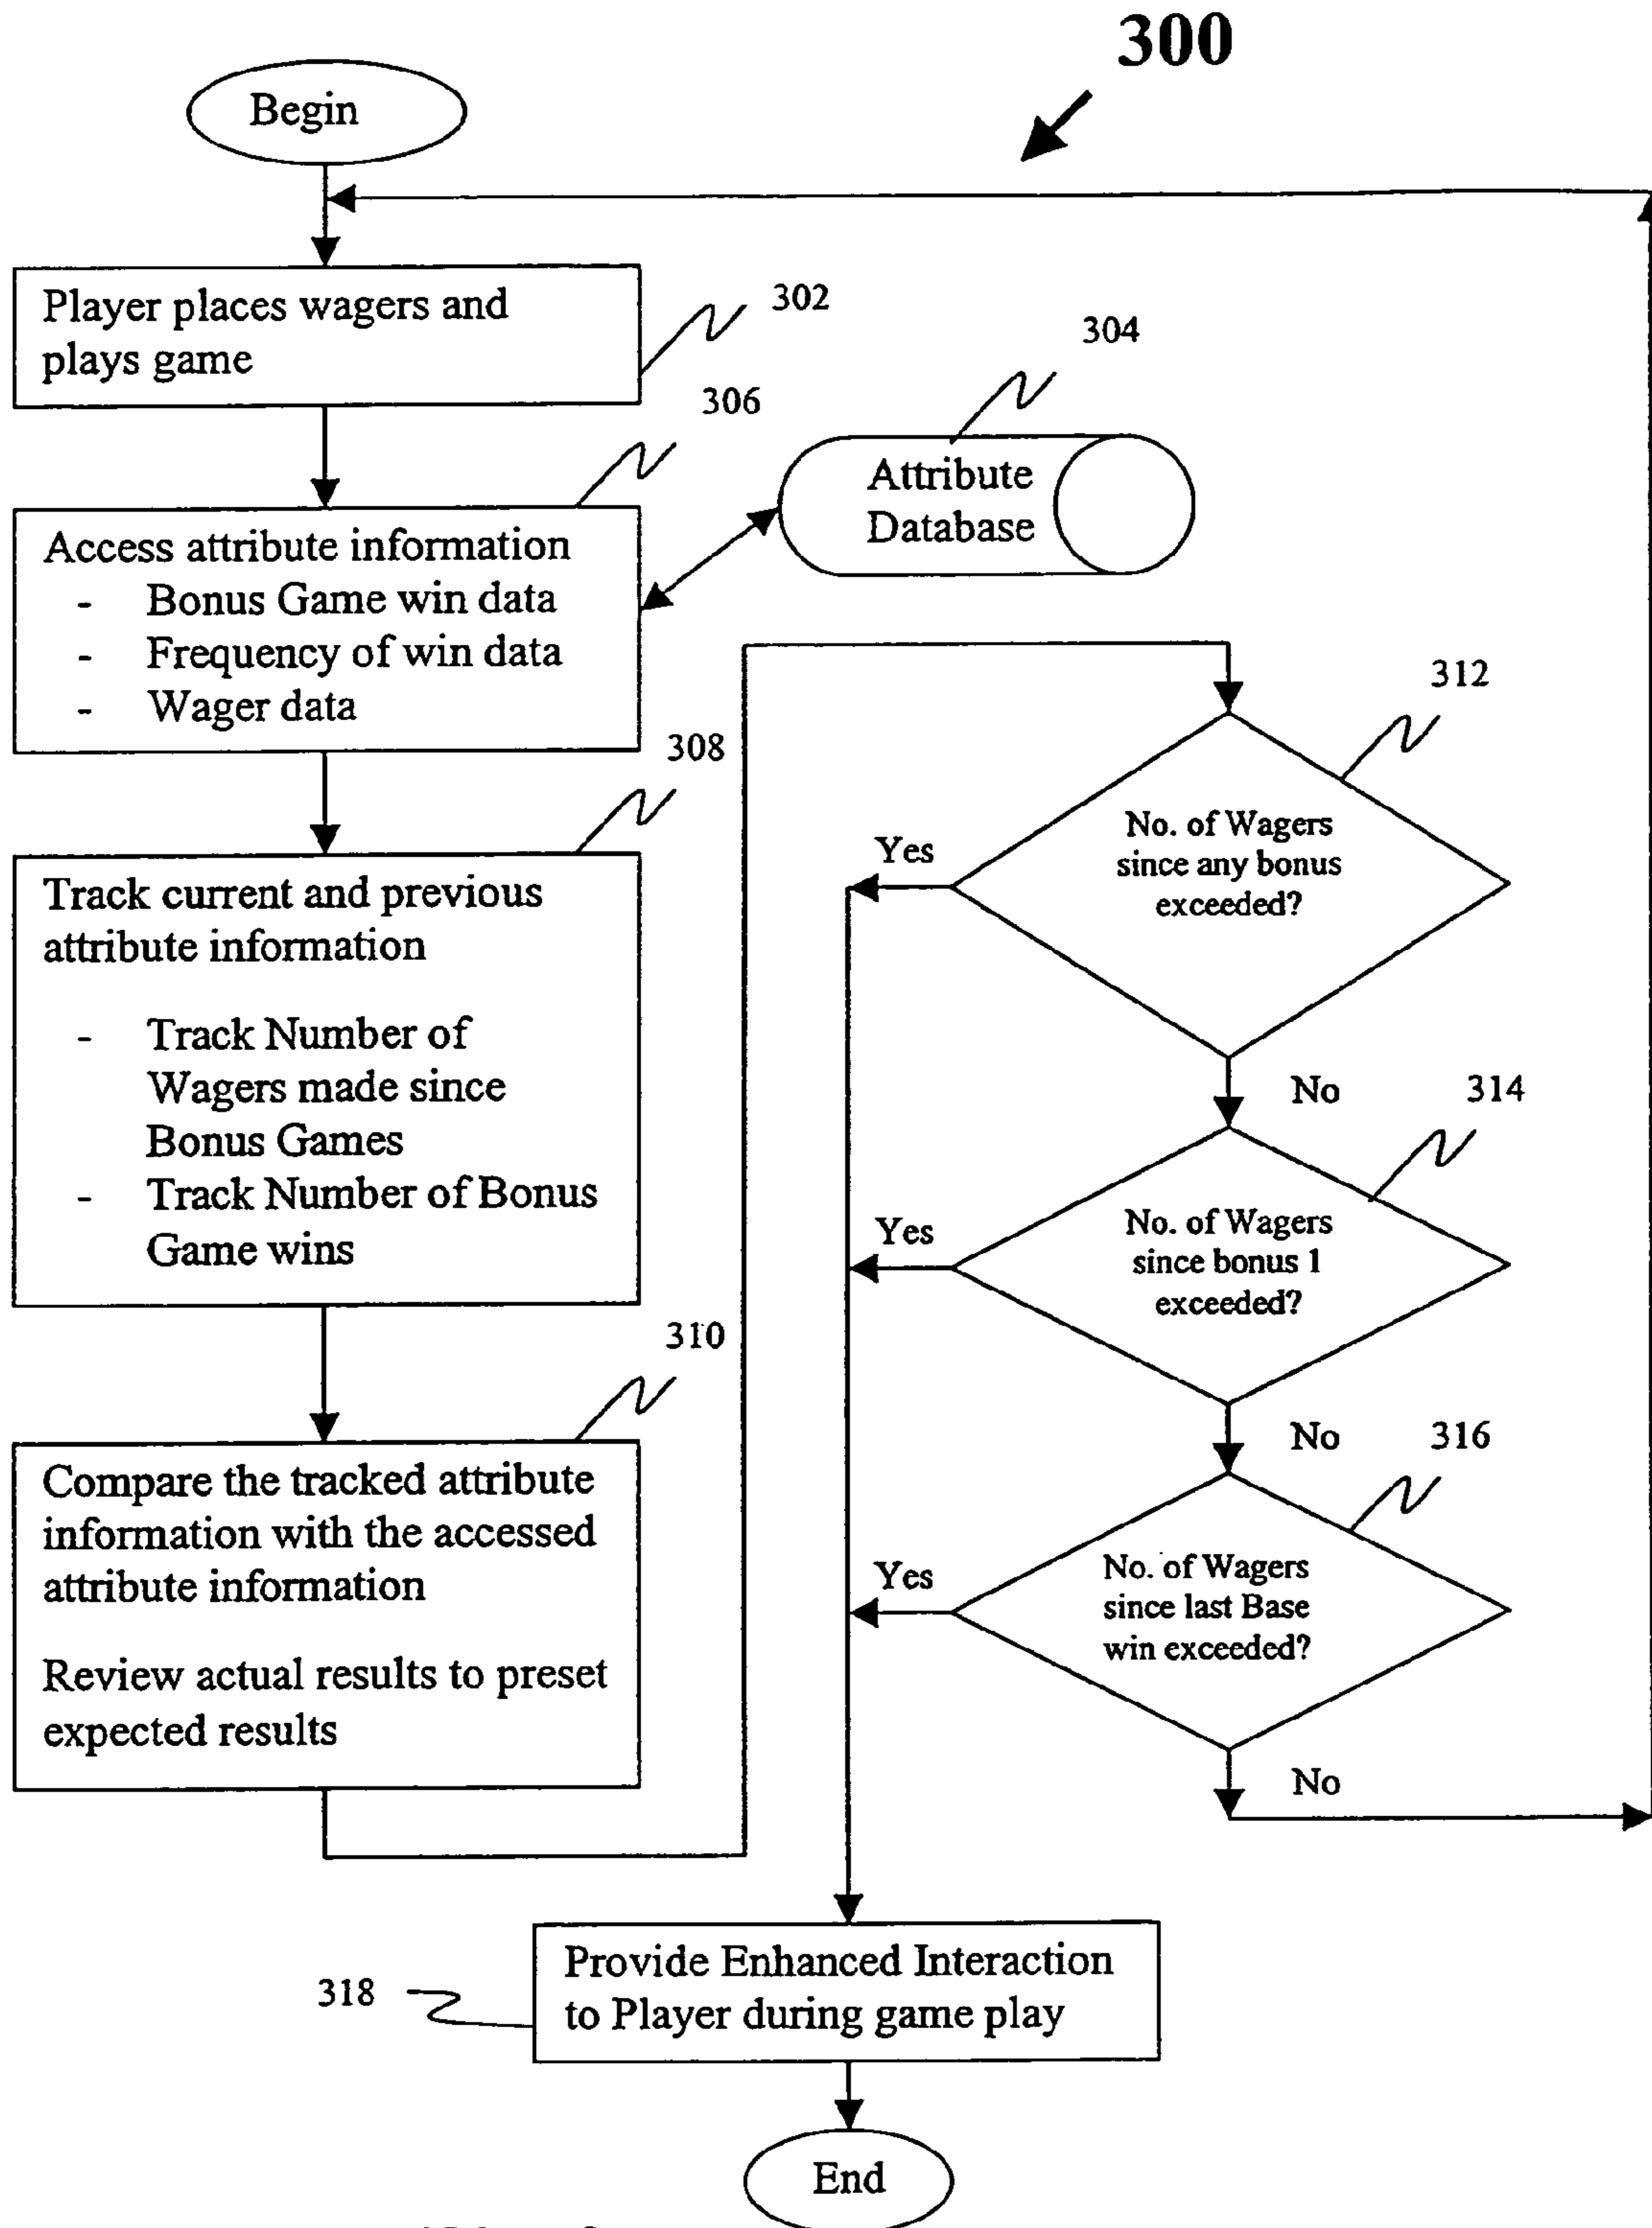 300
Begin
Player places wagers and
plays game
302
304
306
Attribute
Database
Access attribute information
- Bonus Game win data
- Frequency of win data
- Wager data
308
Track current and previous
attribute information
- Track Number of
Wagers made since
Bonus Games
- Track Number of Bonus
Game wins
310
Compare the tracked attribute
information with the accessed
attribute information
Review actual results to preset
expected results
312
No. of Wagers
since any bonus
exceeded?
Yes
No
314
No. of Wagers
since bonus 1
exceeded?
Yes
No
316
No. of Wagers
since last Base
win exceeded?
Yes
No
Provide Enhanced Interaction
to Player during game play
318
End